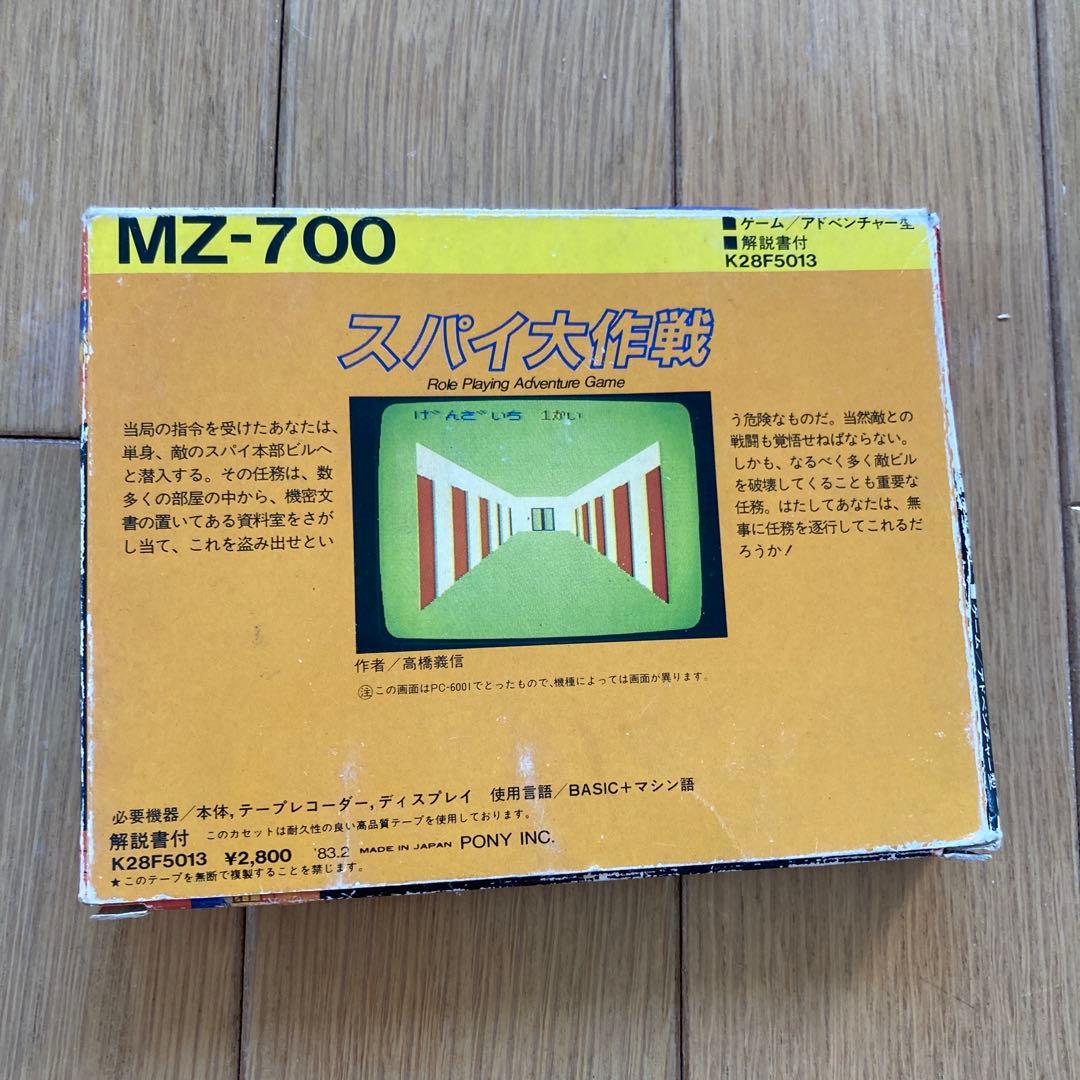 MZ-700
■ゲーム/アドベンチャー型
■解説書付
K28F5013
スパイ大作戦
Role Playing Adventure Game
当局の指令を受けたあなたは、
単身、敵のスパイ本部ビルへ
と潜入する。その任務は、数
多くの部屋の中から、機密文
書の置いてある資料室をさが
し当て、これを盗み出せとい
げんざいち 1かい
う危険なものだ。当然敵との
戦闘も覚悟せねばならない。
しかも、なるべく多く敵ビル
を破壊してくることも重要な
任務。はたしてあなたは、無
事に任務を遂行してこれるだ
ろうか!
作者/高橋義信
注 この画面はPC-6001でとったもので、機種によっては画面が異ります。
必要機器/本体,テープレコーダー,ディスプレイ 使用言語/BASIC+マシン語
解説書付 このカセットは耐久性の良い高品質テープを使用しております。
K28F5013 ¥2,800 '83.2 MADE IN JAPAN PONY INC.
★このテープを無断で複製することを禁じます。
■ゲーム/アドベンチャー型